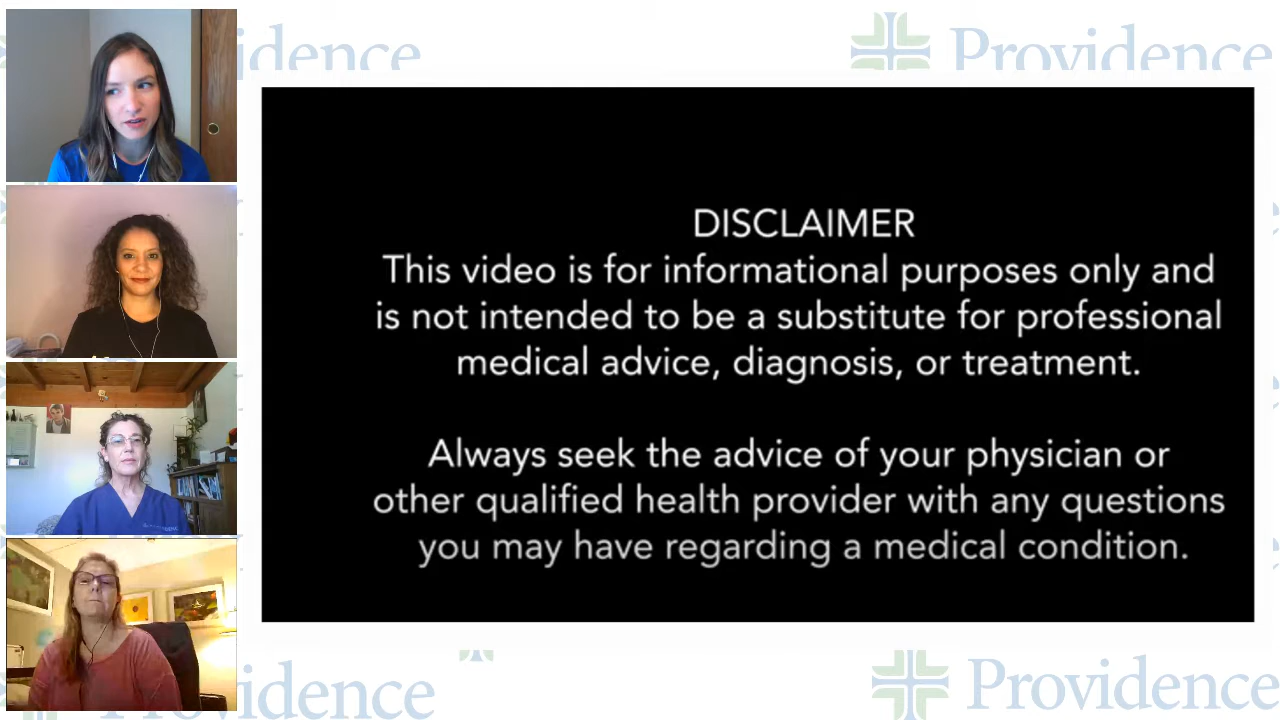 vidence
Providence
DISCLAIMER
This video is for informational purposes only and
is not intended to be a substitute for professional
medical advice, diagnosis, or treatment.
Always seek the advice of your physician or
other qualified health provider with any questions
you may have regarding a medical condition.
vidence
Providence